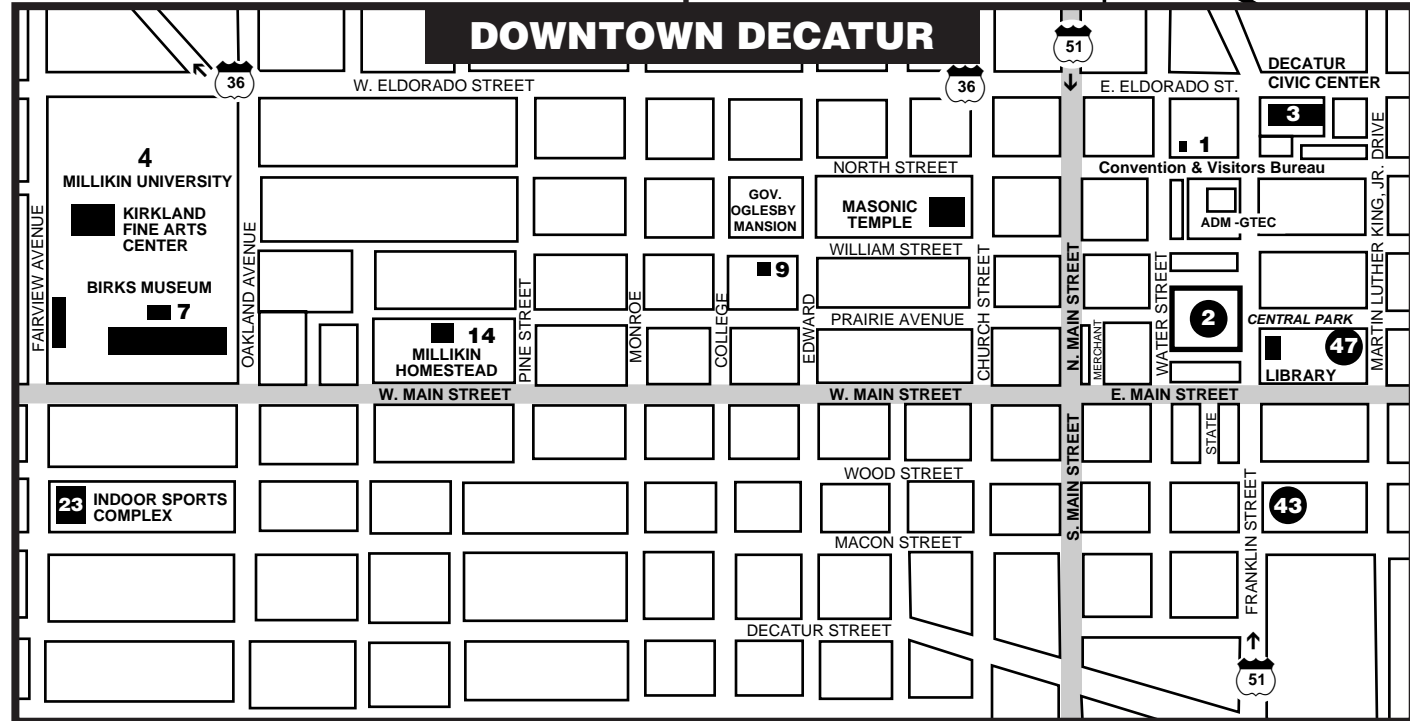 DOWNTOWN DECATUR
51
36
36
W. ELDORADO STREET
E. ELDORADO ST.
DECATUR
CIVIC CENTER
3
1
Convention & Visitors Bureau
NORTH STREET
4
MILLIKIN UNIVERSITY
KIRKLAND
FINE ARTS
CENTER
BIRKS MUSEUM
7
FAIRVIEW AVENUE
OAKLAND AVENUE
GOV.
OGLESBY
MANSION
MASONIC
TEMPLE
ADM -GTEC
WILLIAM STREET
9
PRAIRIE AVENUE
14
MILLIKIN
HOMESTEAD
PINE STREET
MONROE
COLLEGE
EDWARD
CHURCH STREET
N. MAIN STREET
MERCHANT
WATER STREET
2
CENTRAL PARK
47
LIBRARY
MARTIN LUTHER KING, JR. DRIVE
W. MAIN STREET
W. MAIN STREET
E. MAIN STREET
STATE
WOOD STREET
S. MAIN STREET
23
INDOOR SPORTS
COMPLEX
FRANKLIN STREET
43
MACON STREET
DECATUR STREET
51